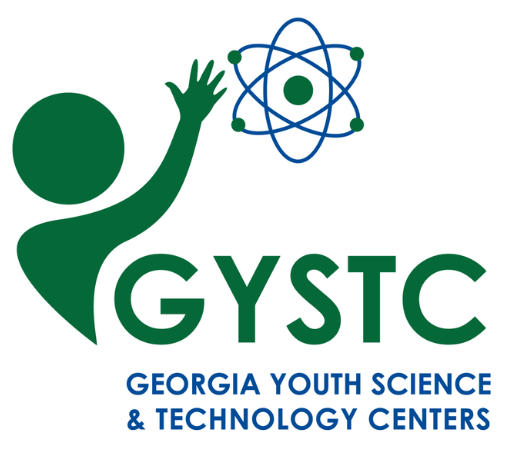 GYSTC
GEORGIA YOUTH SCIENCE
& TECHNOLOGY CENTERS